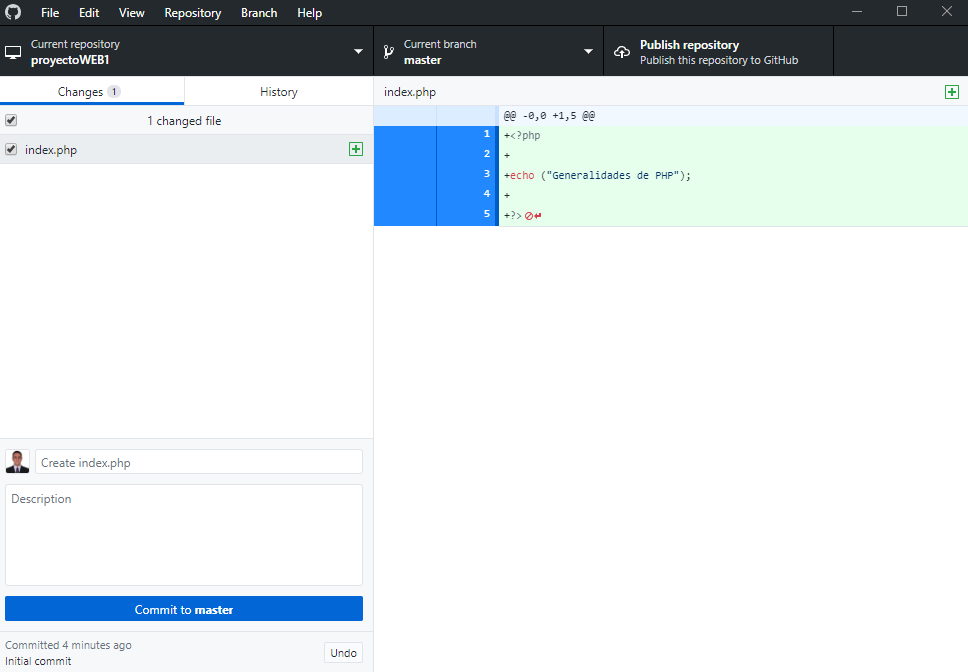 File Edit View Repository Branch Help
Current repository
proyectoWEB1
Current branch
master
Publish repository
Publish this repository to GitHub
Changes 1
History
index.php
1 changed file
index.php
@@ -0,0 +1,5 @@
1 +<?php
2 +
3 +echo ("Generalidades de PHP");
4 +
5 +?>
Create index.php
Description
Commit to master
Committed 4 minutes ago
Initial commit
Undo